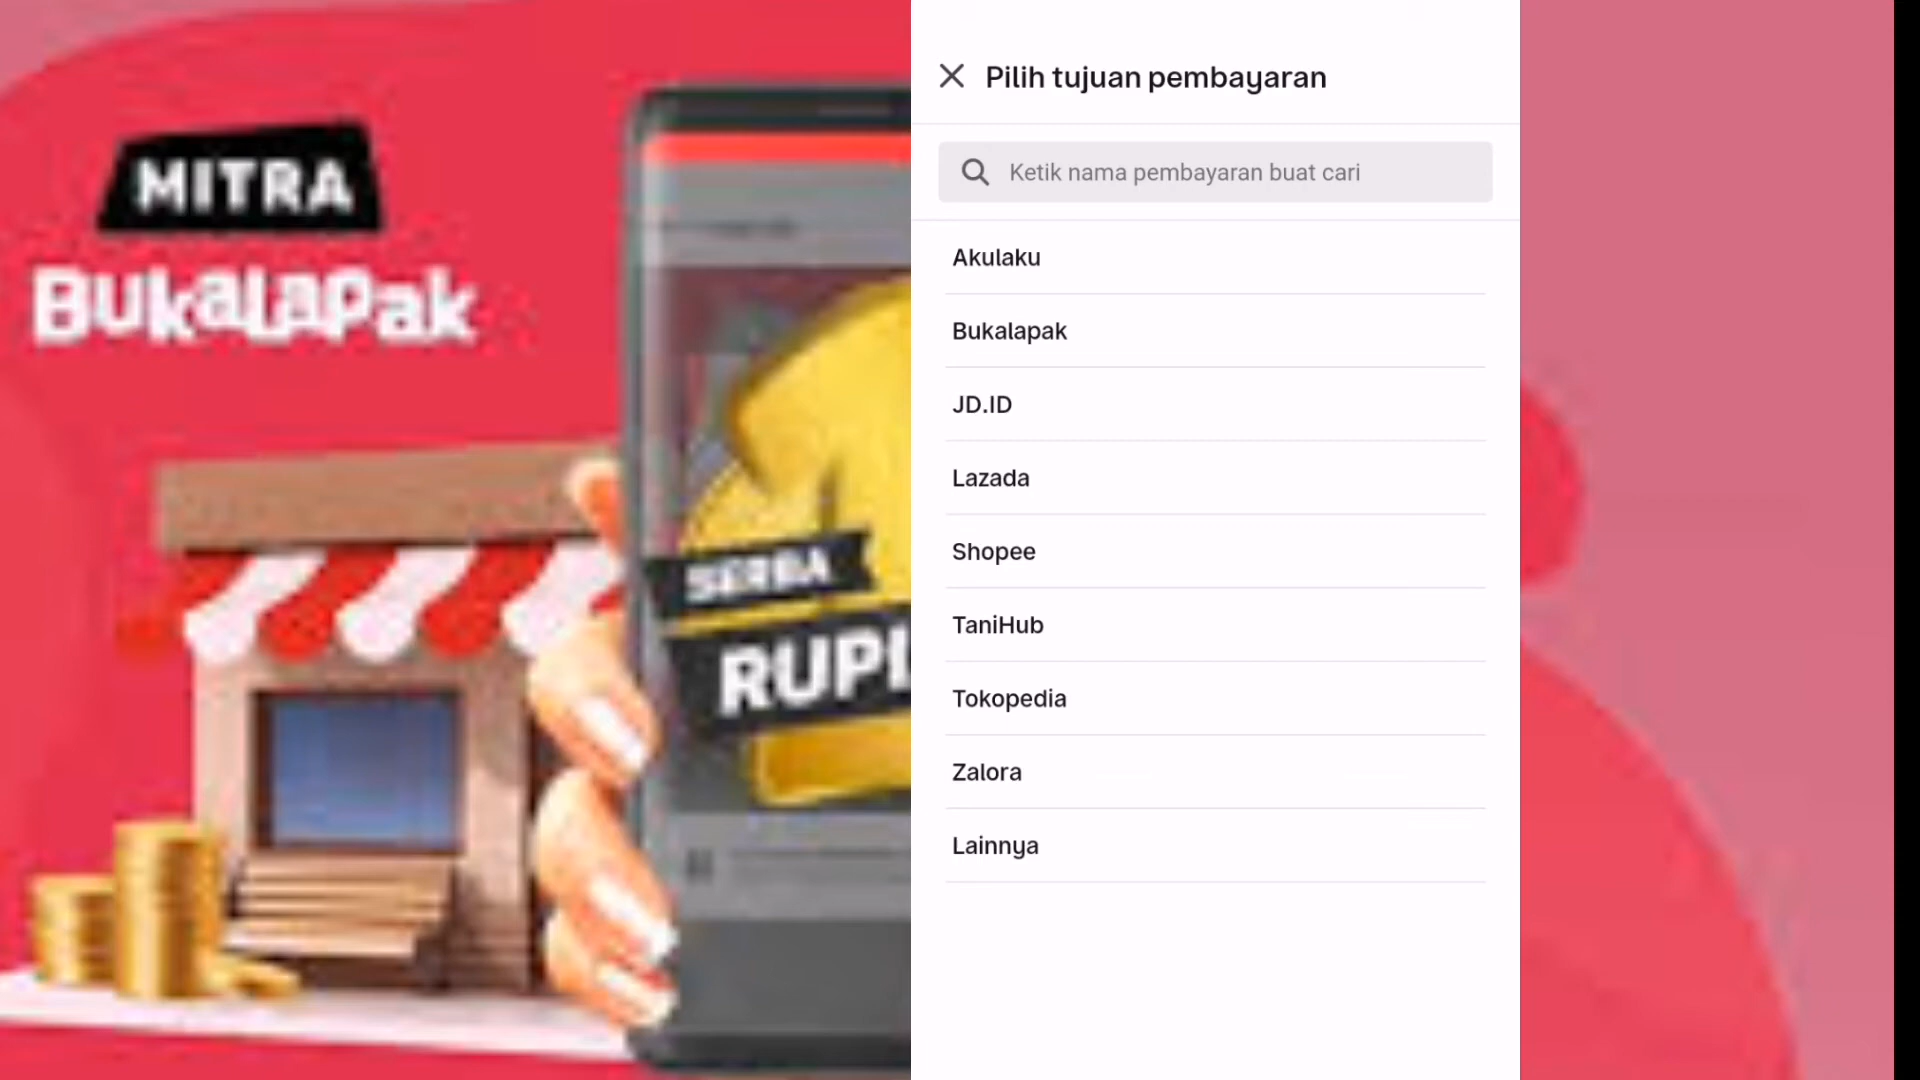 MITRA
BukaLaPak
SERBA
RUPI
Pilih tujuan pembayaran
Ketik nama pembayaran buat cari
Akulaku
Bukalapak
JD.ID
Lazada
Shopee
TaniHub
Tokopedia
Zalora
Lainnya